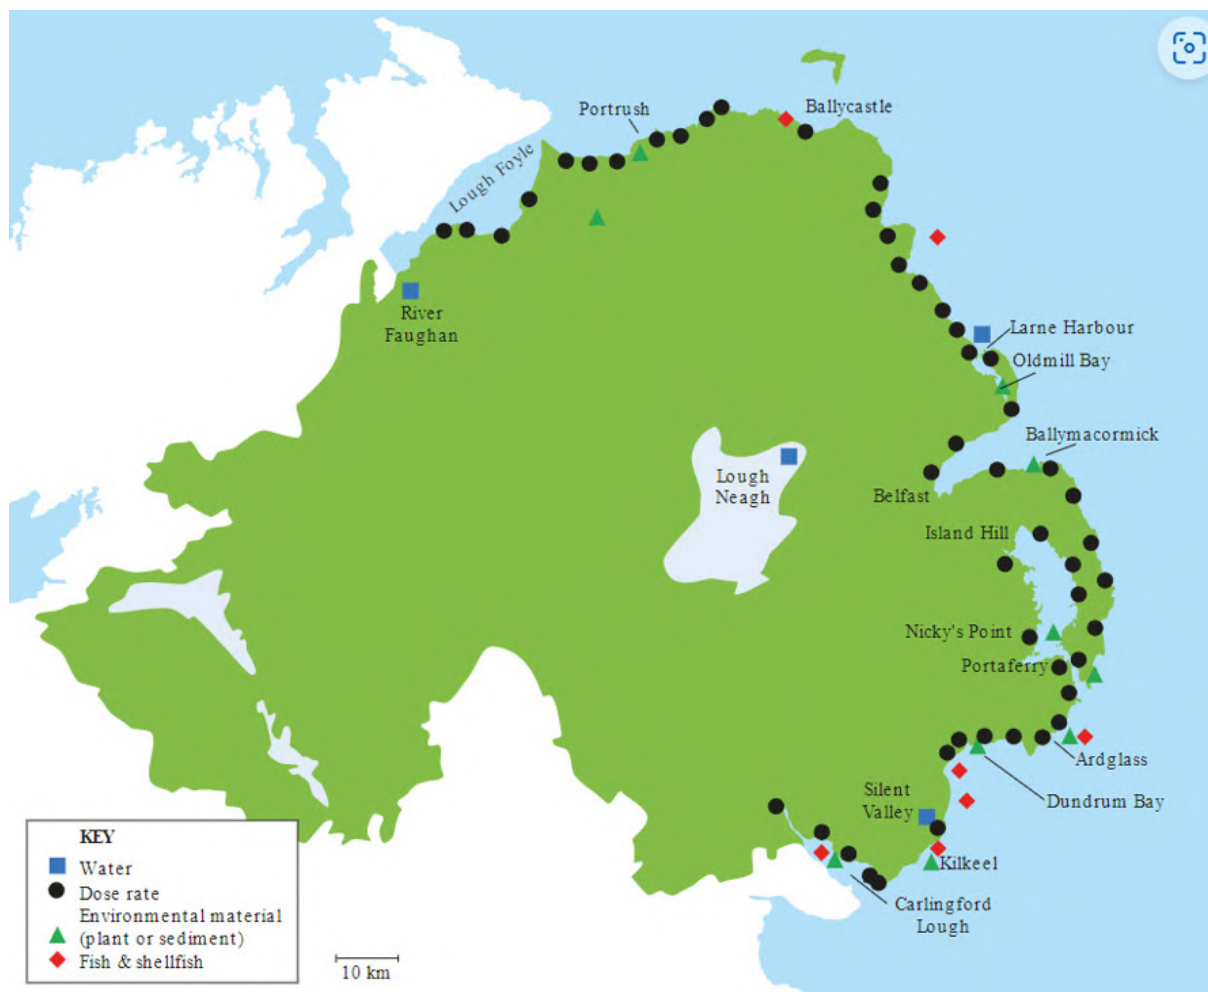 Portrush
Ballycastle
Lough Foyle
River
Faughan
Larne Harbour
Oldmill Bay
Ballymacormick
Lough
Neagh
Belfast
Island Hill
Nicky's Point
Portaferry
Ardglass
Silent
Valley
Dundrum Bay
Kilkeel
Carlingford
Lough
KEY
Water
Dose rate
Environmental material
(plant or sediment)
Fish & shellfish
10 km